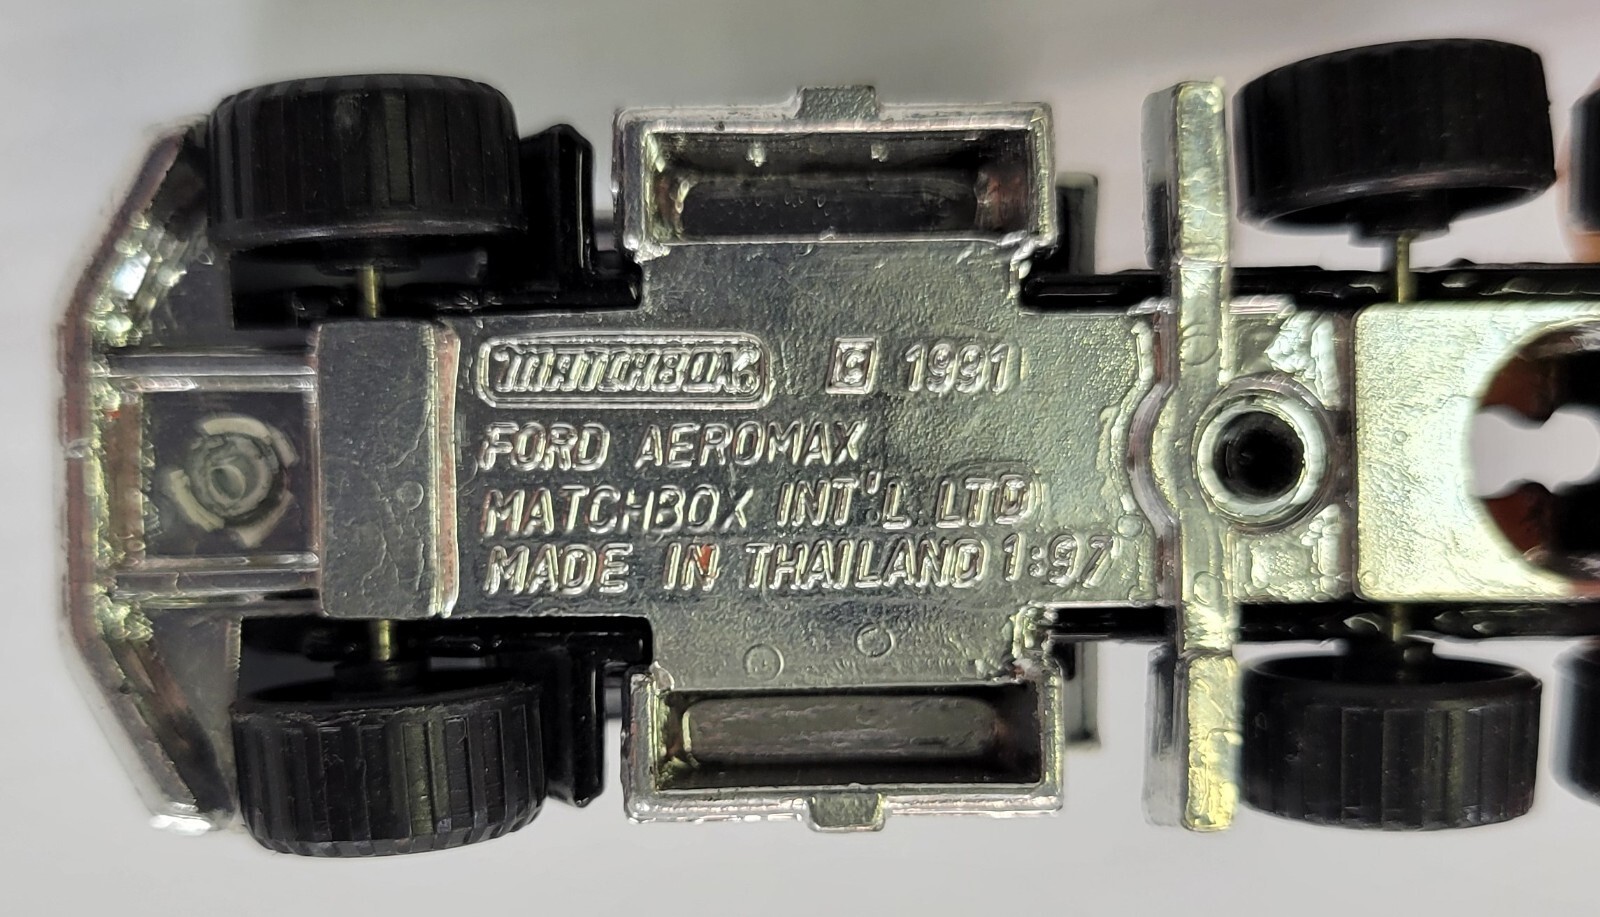 MATCHBOX © 1991
FORD AEROMAX
MATCHBOX INT'L LTD
MADE IN THAILAND 1:97